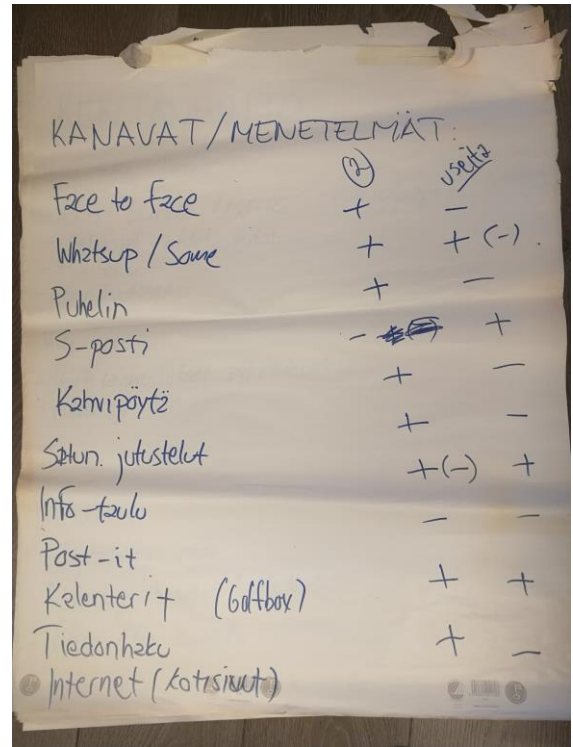 KANAVAT/MENETELMÄT:
② useita
Face to face + -
Whatsup / Some + + (-).
Puhelin + -
S-posti - +
Kahvipöytä + -
Satun. jutustelut + -
Info-taulu +(-) +
Post-it - -
Kalenterit (Golfbox) + +
Tiedonhaku + -
Internet (kotisivut)